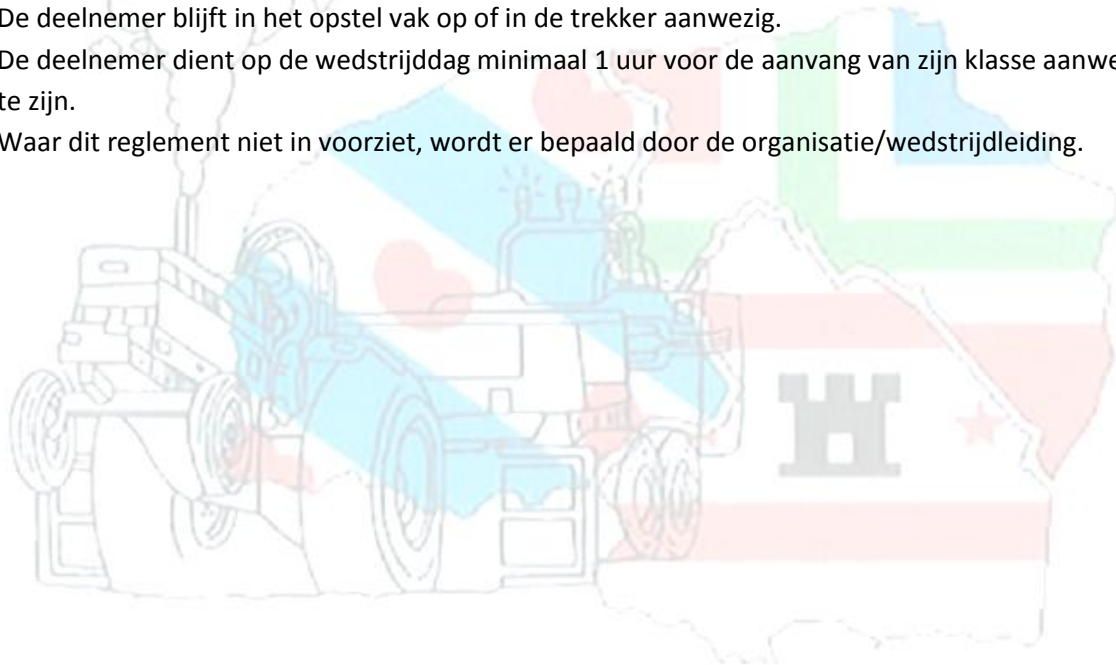 De deelnemer blijft in het opstel vak op of in de trekker aanwezig.
De deelnemer dient op de wedstrijddag minimaal 1 uur voor de aanvang van zijn klasse aanwe
te zijn.
Waar dit reglement niet in voorziet, wordt er bepaald door de organisatie/wedstrijdleiding.